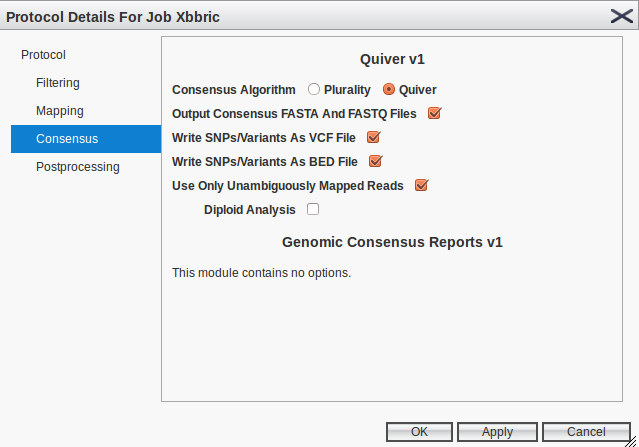 Protocol Details For Job Xbbric
Protocol
Filtering
Mapping
Consensus
Postprocessing
Quiver v1
Consensus Algorithm Plurality Quiver
Output Consensus FASTA And FASTQ Files
Write SNPs/Variants As VCF File
Write SNPs/Variants As BED File
Use Only Unambiguously Mapped Reads
Diploid Analysis
Genomic Consensus Reports v1
This module contains no options.
OK Apply Cancel